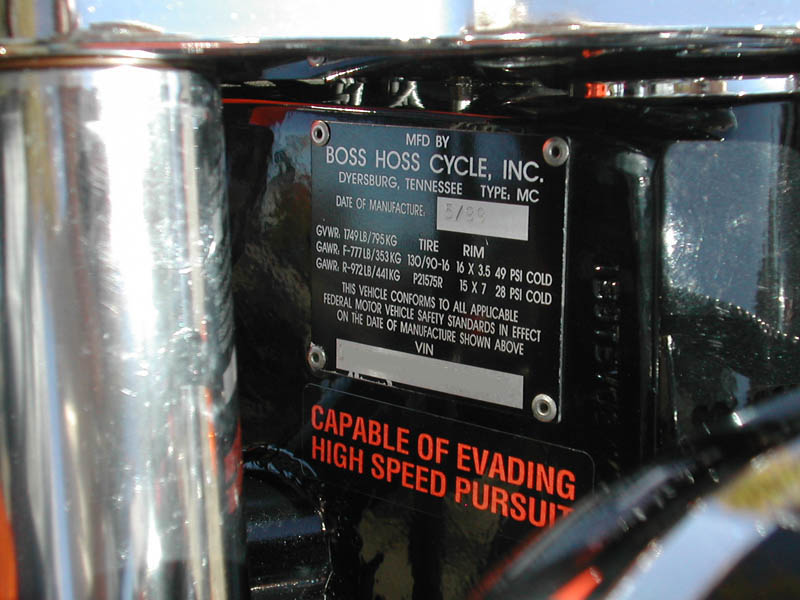 MFD BY
BOSS HOSS CYCLE, INC.
DYERSBURG, TENNESSEE TYPE: MC
DATE OF MANUFACTURE: 5/99
GVWR: 1749 LB/795 KG TIRE RIM
GAWR: F-777 LB/353 KG 130/90-16 16 X 3.5 49 PSI COLD
GAWR: R-972 LB/441 KG P21575R 15 X 7 28 PSI COLD
THIS VEHICLE CONFORMS TO ALL APPLICABLE
FEDERAL MOTOR VEHICLE SAFETY STANDARDS IN EFFECT
ON THE DATE OF MANUFACTURE SHOWN ABOVE
VIN
CAPABLE OF EVADING
HIGH SPEED PURSUIT